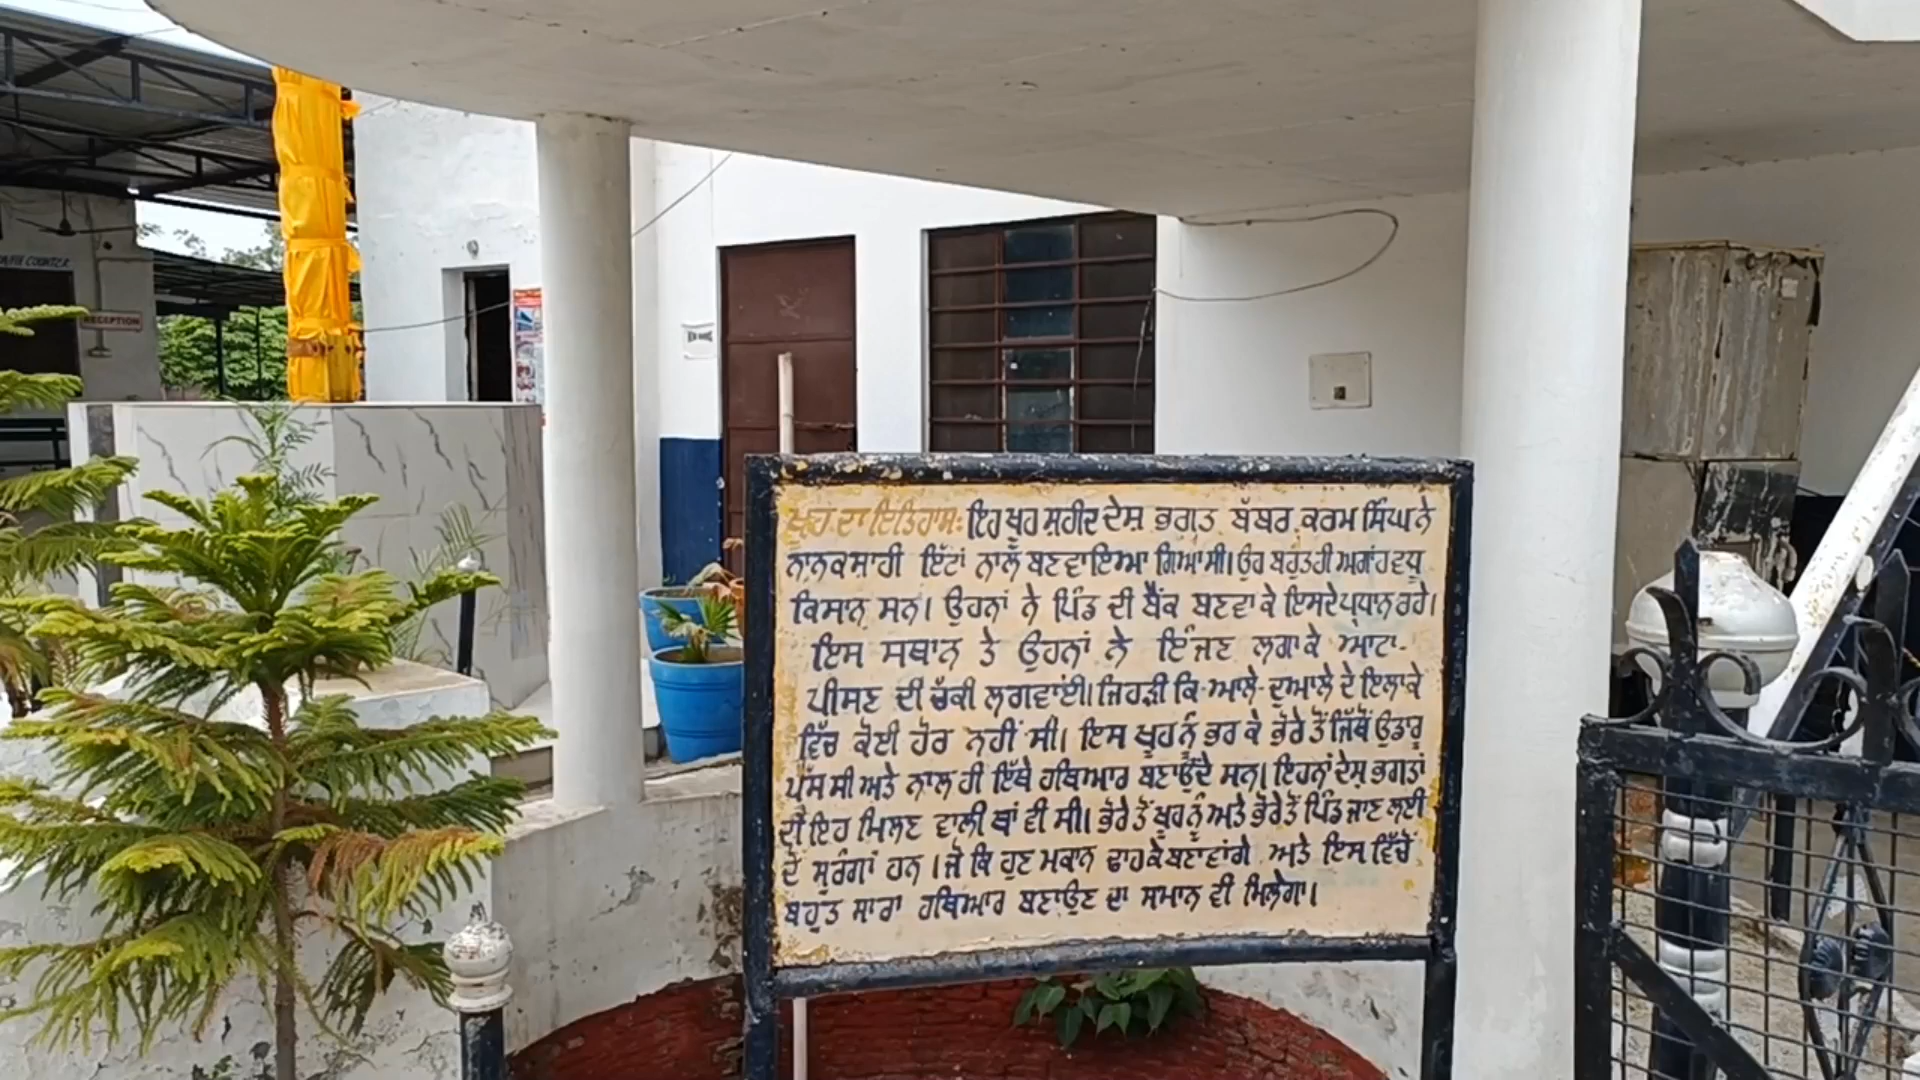 RECEPTION
ਖੂਹ ਦਾ ਇਤਿਹਾਸ: ਇਹ ਖੂਹ ਸ਼ਹੀਦ ਦੇਸ਼ ਭਗਤ ਬੱਬਰ ਕਰਮ ਸਿੰਘ ਨੇ
ਨਾਨਕਸ਼ਾਹੀ ਇੱਟਾਂ ਨਾਲ ਬਣਵਾਇਆ ਗਿਆ ਸੀ। ਉਹ ਬਹੁਤ ਹੀ ਅਗਾਂਹ ਵਧੂ
ਕਿਸਾਨ ਸਨ। ਉਹਨਾਂ ਨੇ ਪਿੰਡ ਦੀ ਬੈਂਕ ਬਣਵਾ ਕੇ ਇਸਦੇ ਪ੍ਰਧਾਨ ਰਹੇ।
ਇਸ ਸਥਾਨ ਤੇ ਉਹਨਾਂ ਨੇ ਇੰਜਣ ਲਗਾ ਕੇ ਆਟਾ-
ਪੀਸਣ ਦੀ ਚੱਕੀ ਲਗਵਾਂਈ। ਜਿਹੜੀ ਕਿ ਆਲੇ-ਦੁਆਲੇ ਦੇ ਇਲਾਕੇ
ਵਿੱਚ ਕੋਈ ਹੋਰ ਨਹੀਂ ਸੀ। ਇਸ ਖੂਹ ਨੂੰ ਭਰ ਕੇ ਭੋਰੇ ਤੋਂ ਜਿੱਥੋਂ ਉਡਾਰੂ
ਪੱਸ ਸੀ ਅਤੇ ਨਾਲ ਹੀ ਇੱਥੇ ਹਥਿਆਰ ਬਣਾਉਂਦੇ ਸਨ। ਇਹਨਾਂ ਦੇਸ਼ ਭਗਤਾਂ
ਦੀ ਇਹ ਮਿਲਣ ਵਾਲੀ ਥਾਂ ਵੀ ਸੀ। ਭੋਰੇ ਤੋਂ ਖੂਹ ਨੂੰ ਅਤੇ ਭੋਰੇ ਤੋਂ ਪਿੰਡ ਜਾਣ ਲਈ
ਦੋ ਸੁਰੰਗਾਂ ਹਨ। ਜੋ ਕਿ ਹੁਣ ਮਕਾਨ ਢਾਹ ਕੇ ਬਣਾਵਾਂਗੇ ਅਤੇ ਇਸ ਵਿੱਚੋਂ
ਬਹੁਤ ਸਾਰਾ ਹਥਿਆਰ ਬਣਾਉਣ ਦਾ ਸਮਾਨ ਵੀ ਮਿਲੇਗਾ।